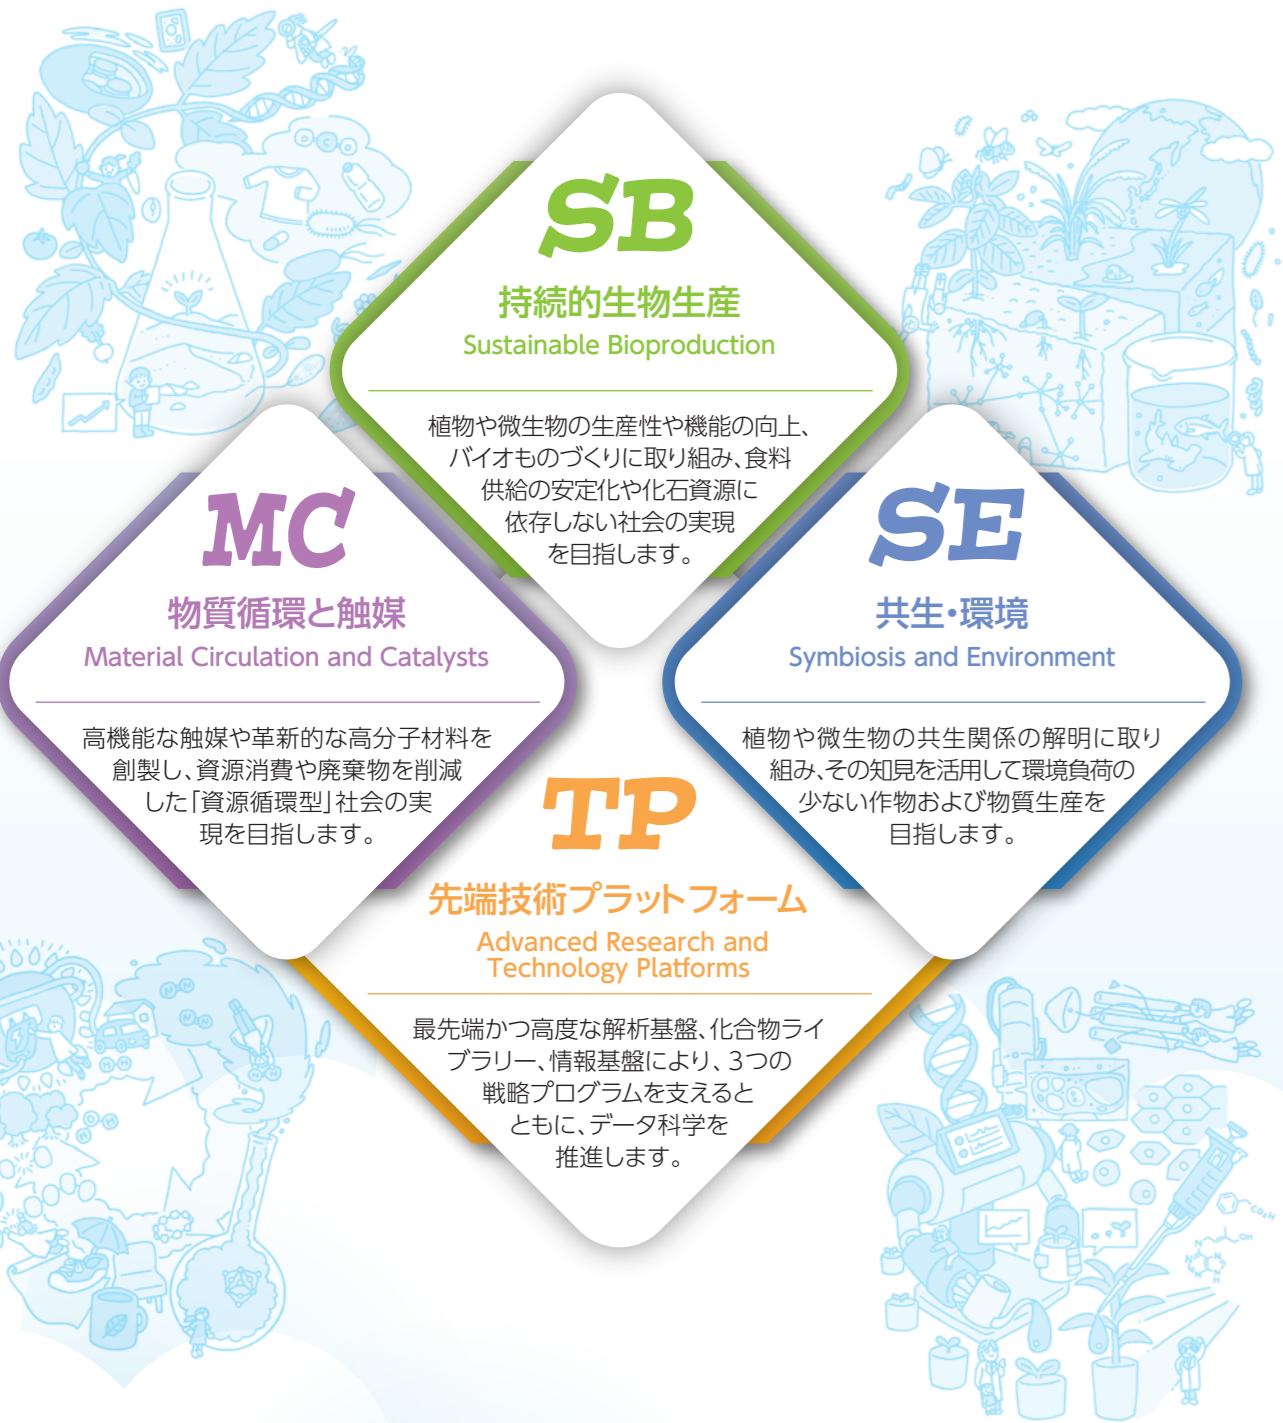 SB
持続的生物生産
Sustainable Bioproduction
植物や微生物の生産性や機能の向上、
バイオものづくりに取り組み、食料
供給の安定化や化石資源に
依存しない社会の実現
を目指します。
MC
物質循環と触媒
Material Circulation and Catalysts
高機能な触媒や革新的な高分子材料を
創製し、資源消費や廃棄物を削減
した「資源循環型」社会の実
現を目指します。
SE
共生・環境
Symbiosis and Environment
植物や微生物の共生関係の解明に取り
組み、その知見を活用して環境負荷の
少ない作物および物質生産を
目指します。
TP
先端技術プラットフォーム
Advanced Research and
Technology Platforms
最先端かつ高度な解析基盤、化合物ライ
ブラリー、情報基盤により、3つの
戦略プログラムを支えると
ともに、データ科学を
推進します。